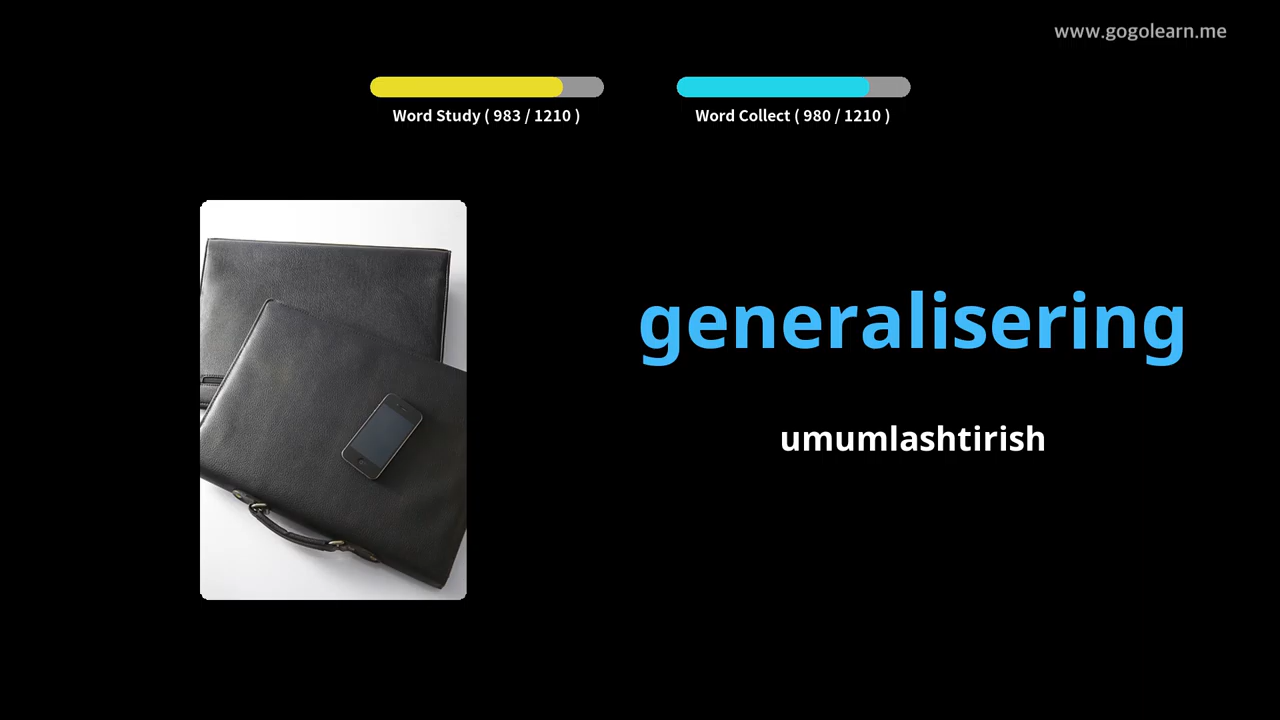 www.gogolearn.me
Word Study ( 983 / 1210 )
Word Collect ( 980 / 1210 )
generalisering
umumlashtirish